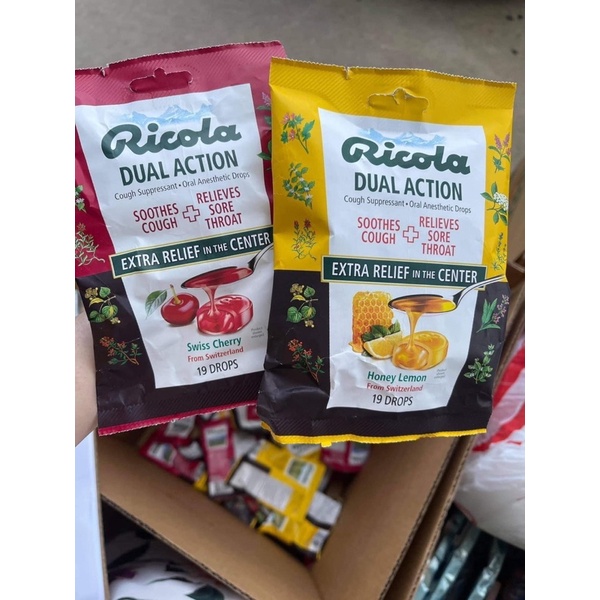 Ricola
DUAL ACTION
Cough Suppressant • Oral Anesthetic Drops
SOOTHES COUGH + RELIEVES SORE THROAT
EXTRA RELIEF IN THE CENTER
Swiss Cherry
From Switzerland
19 DROPS
Ricola
DUAL ACTION
Cough Suppressant • Oral Anesthetic Drops
SOOTHES COUGH + RELIEVES SORE THROAT
EXTRA RELIEF IN THE CENTER
Honey Lemon
From Switzerland
19 DROPS